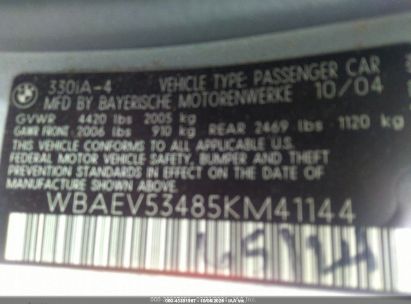 330iA-4 VEHICLE TYPE: PASSENGER CAR
MFD BY BAYERISCHE MOTORENWERKE 10/04
GVWR 4420 lbs 2005 kg
GAWR FRONT 2006 lbs 910 kg REAR 2469 lbs 1120 kg
THIS VEHICLE CONFORMS TO ALL APPLICABLE
FEDERAL MOTOR VEHICLE SAFETY, BUMPER, AND THEFT
PREVENTION STANDARDS IN EFFECT ON THE DATE OF
MANUFACTURE SHOWN ABOVE
WBAEV53485KM41144